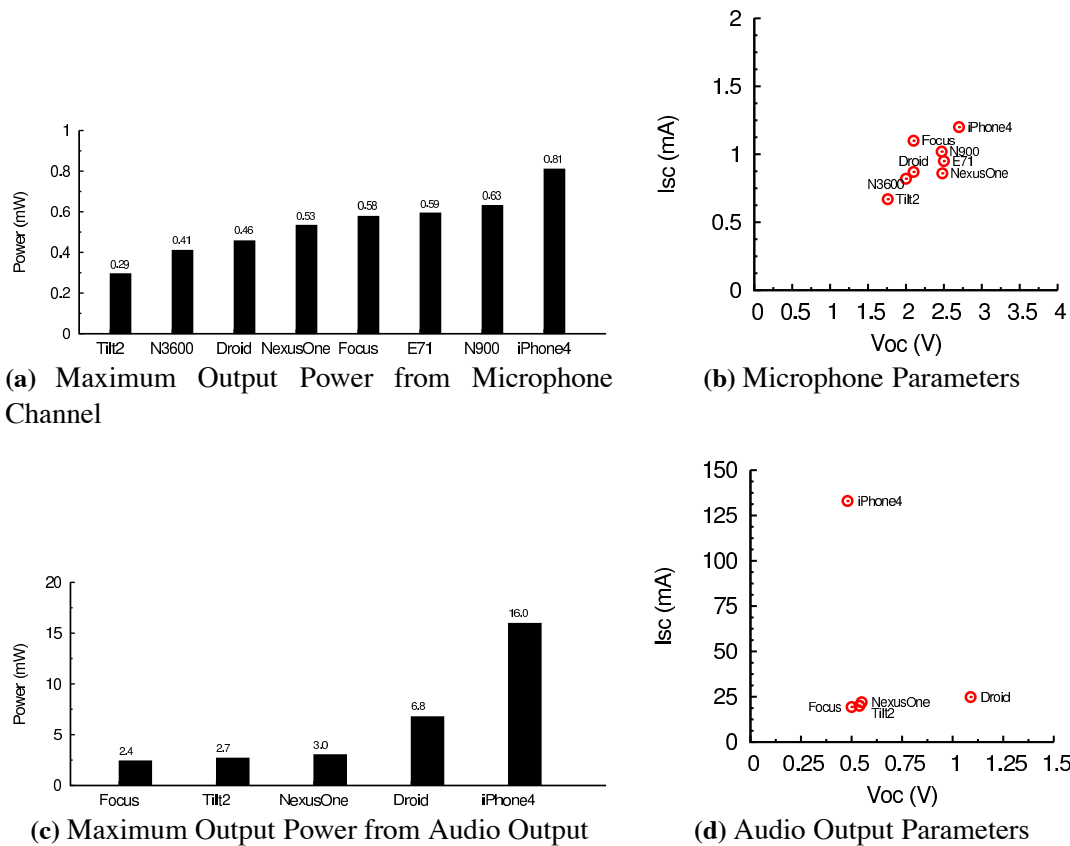 1
0.8
0.6
0.4
0.2
0
Power (mW)
0.29
0.41
0.46
0.53
0.58
0.59
0.63
0.81
Tilt2 N3600 Droid NexusOne Focus E71 N900 iPhone4
(a) Maximum Output Power from Microphone
Channel
2
1.5
1
0.5
0
Isc (mA)
iPhone4
Focus
N900
Droid
E71
NexusOne
N3600
Tilt2
0 0.5 1 1.5 2 2.5 3 3.5 4
Voc (V)
(b) Microphone Parameters
20
15
10
5
0
Power (mW)
2.4
2.7
3.0
6.8
16.0
Focus Tilt2 NexusOne Droid iPhone4
(c) Maximum Output Power from Audio Output
150
125
100
75
50
25
0
Isc (mA)
iPhone4
Focus
NexusOne
Tilt2
Droid
0 0.25 0.5 0.75 1 1.25 1.5
Voc (V)
(d) Audio Output Parameters